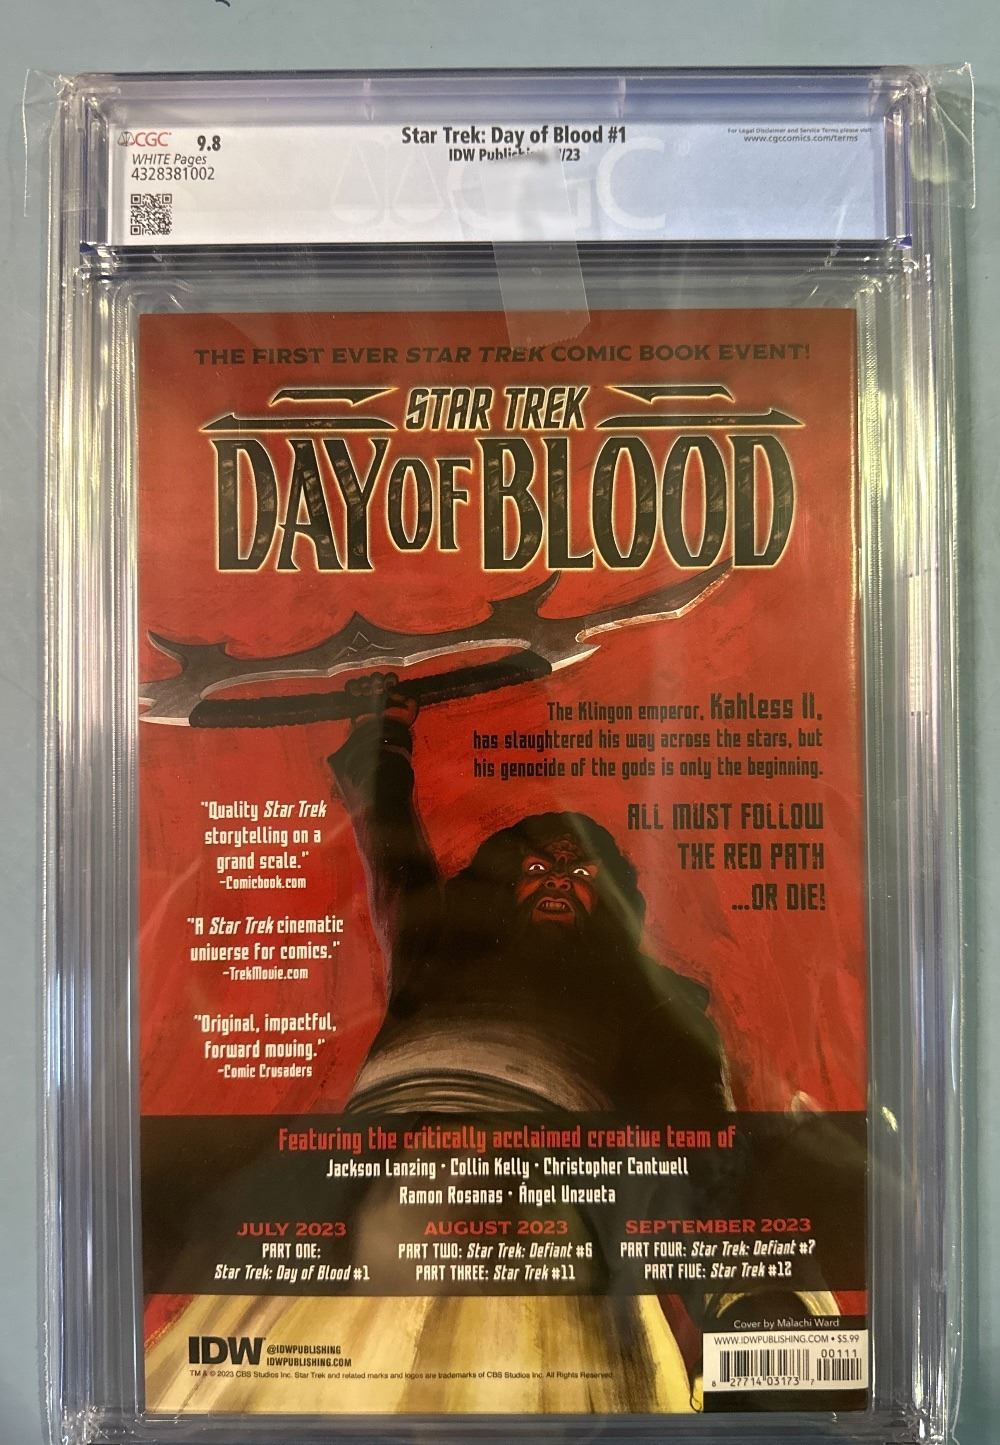 CGC 9.8
WHITE Pages
4328381002
Star Trek: Day of Blood #1
IDW /23
For Legal Disclaimer and Service Terms please visit:
www.cgccomics.com/terms
CGC
THE FIRST EVER STAR TREK COMIC BOOK EVENT!
STAR TREK
DAY OF BLOOD
The Klingon emperor, Kahless II,
has slaughtered his way across the stars, but
his genocide of the gods is only the beginning.
ALL MUST FOLLOW
THE RED PATH
...OR DIE!
"Quality Star Trek
storytelling on a
grand scale."
-Comicbook.com
"A Star Trek cinematic
universe for comics."
-TrekMovie.com
"Original, impactful,
forward moving."
-Comic Crusaders
Featuring the critically acclaimed creative team of
Jackson Lanzing · Collin Kelly · Christopher Cantwell
Ramon Rosanas · Ángel Unzueta
JULY 2023
PART ONE:
Star Trek: Day of Blood #1
AUGUST 2023
PART TWO: Star Trek: Defiant #6
PART THREE: Star Trek #11
SEPTEMBER 2023
PART FOUR: Star Trek: Defiant #7
PART FIVE: Star Trek #12
IDW
@IDWPUBLISHING
IDWPUBLISHING.COM
TM & © 2023 CBS Studios Inc. Star Trek and related marks and logos are trademarks of CBS Studios Inc. All Rights Reserved
Cover by Malachi Ward
WWW.IDWPUBLISHING.COM • $5.99
00111
8 27714 03173 7